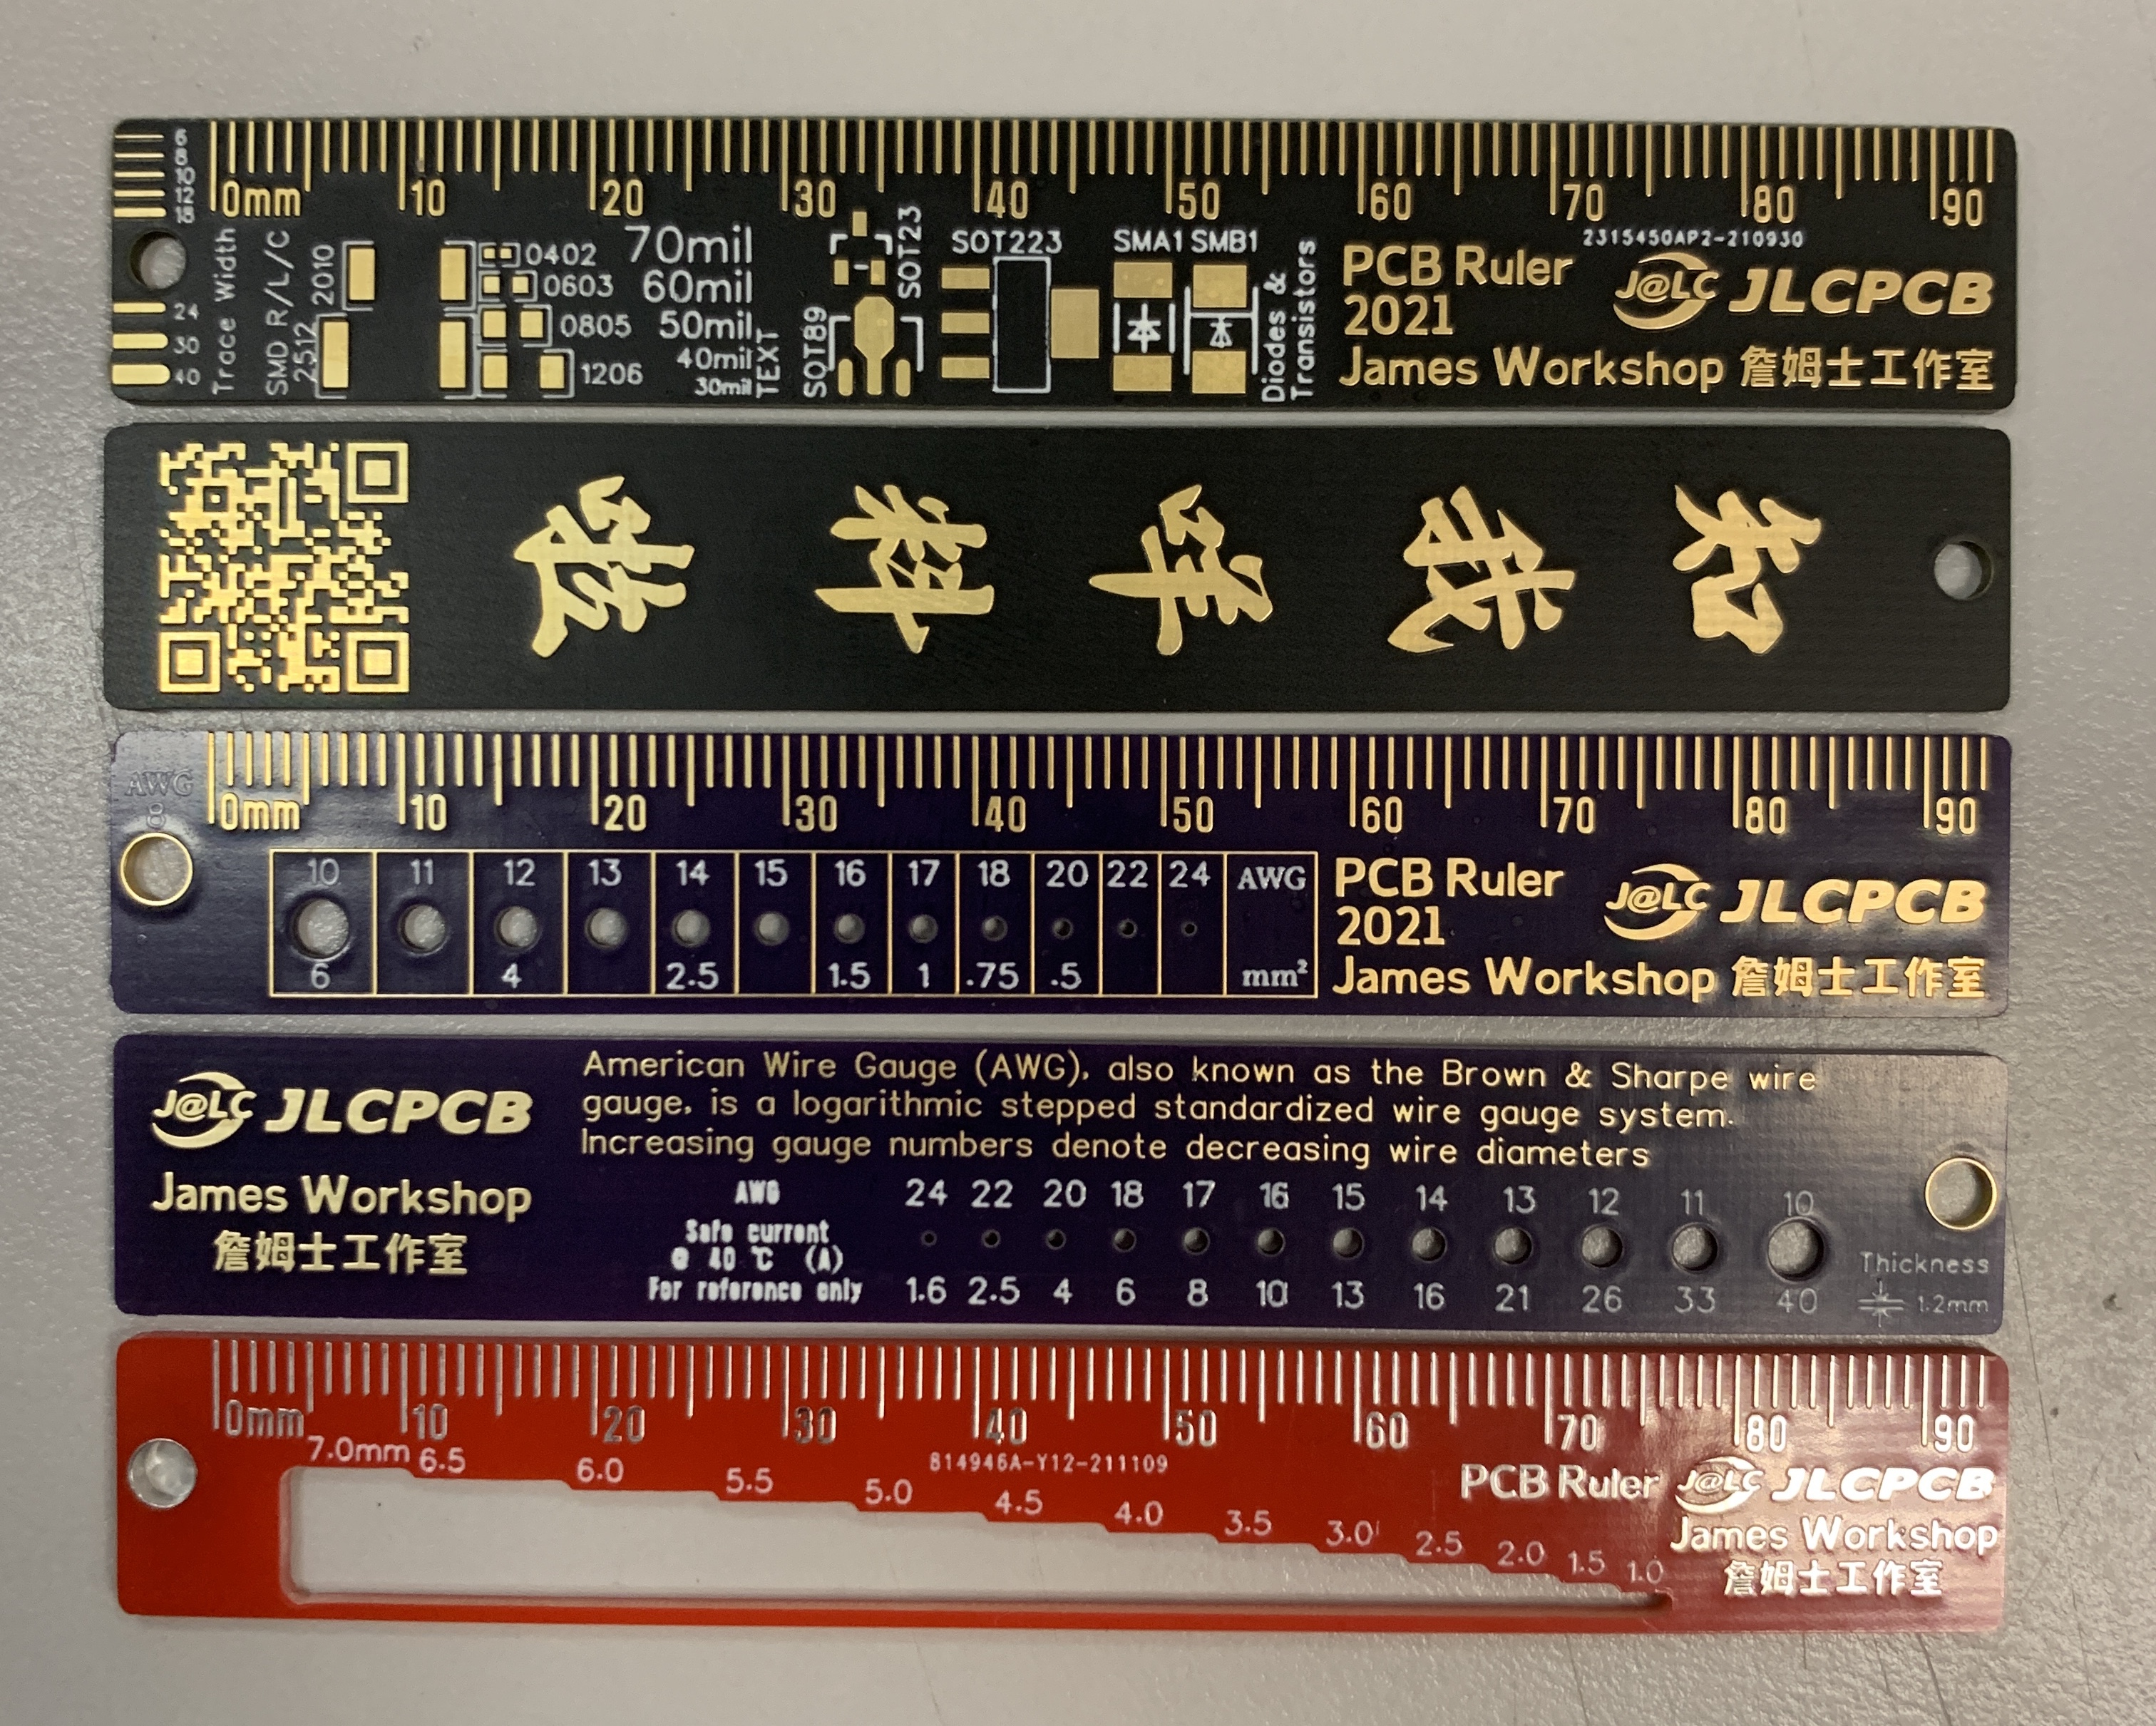 6
8
10
12
18
24
30
40
Trace Width
0mm 10 20 30 40 50 60 70 80 90
SMD R/L/C
2010
2512
0402
0603
0805
1206
70mil
60mil
50mil
40mil
30mil
TEXT
SOT23
SOT89
SOT223
SMA1 SMB1
Diodes &
Transistors
2315450AP2-210930
PCB Ruler
2021
J@LC JLCPCB
James Workshop 詹姆士工作室
知我咩料啦
AWG
8
0mm 10 20 30 40 50 60 70 80 90
10 11 12 13 14 15 16 17 18 20 22 24 AWG
6 4 2.5 1.5 1 .75 .5 mm²
PCB Ruler
2021
J@LC JLCPCB
James Workshop 詹姆士工作室
J@LC JLCPCB
James Workshop
詹姆士工作室
American Wire Gauge (AWG), also known as the Brown & Sharpe wire
gauge, is a logarithmic stepped standardized wire gauge system.
Increasing gauge numbers denote decreasing wire diameters
AWG 24 22 20 18 17 16 15 14 13 12 11 10
Safe current
@ 40 ℃ (A)
For reference only 1.6 2.5 4 6 8 10 13 16 21 26 33 40
Thickness
1.2mm
0mm 10 20 30 40 50 60 70 80 90
7.0mm 6.5 6.0 5.5 5.0 4.5 4.0 3.5 3.0 2.5 2.0 1.5 1.0
814946A-Y12-211109
PCB Ruler J@LC JLCPCB
James Workshop
詹姆士工作室